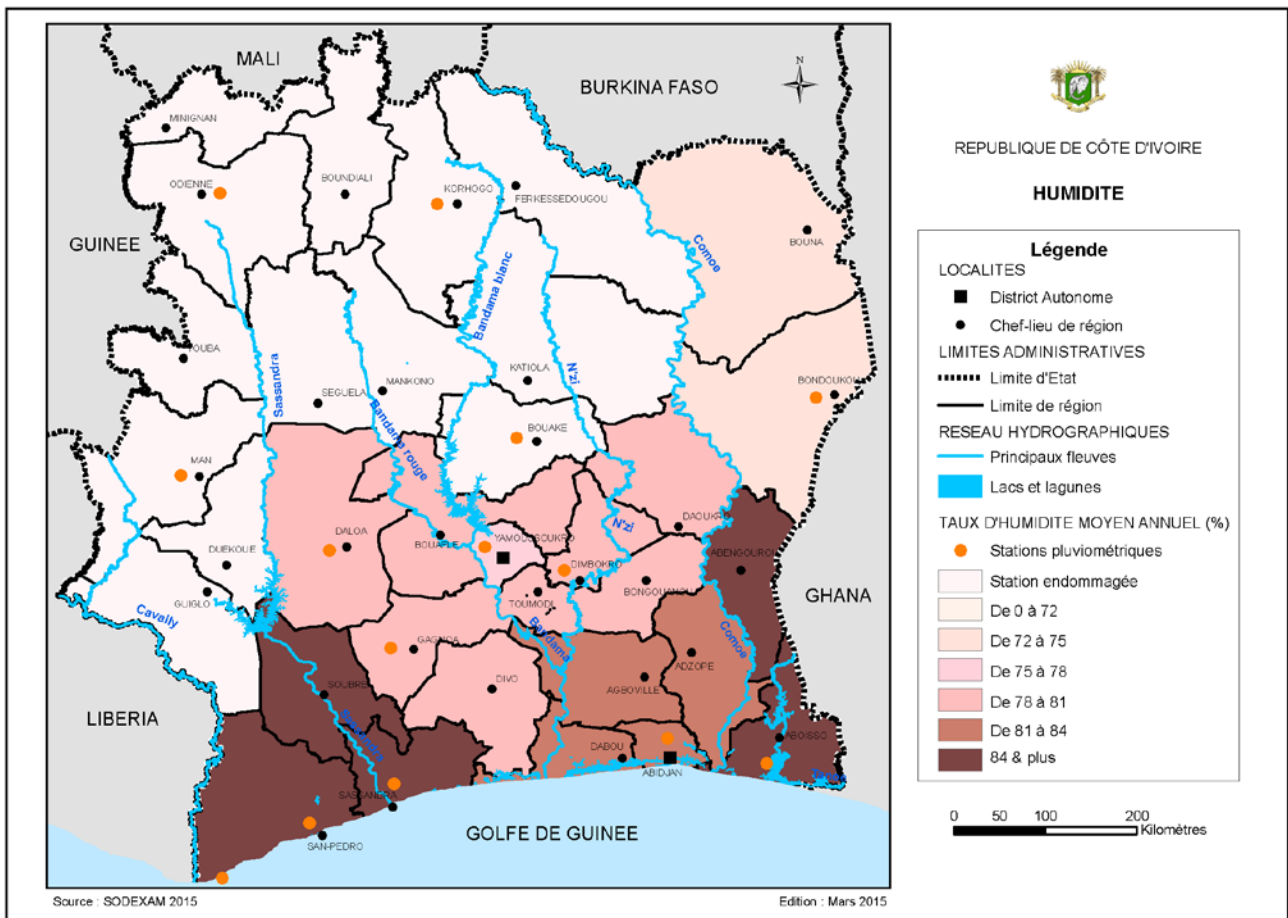 MALI
BURKINA FASO
N
MINIGNAN
ODIENNE
BOUNDIALI
KORHOGO
FERKESSEDOUGOU
GUINEE
BOUNA
Comoe
Bandama blanc
N'zi
TOUBA
Sassandra
SEGUELA
MANKONO
KATIOLA
BONDOUKOU
Bandama rouge
BOUAKE
MAN
DALOA
BOUAFLE
YAMOUSSOUKRO
N'zi
DAOUKRO
ABENGOUROU
DUEKOUE
GUIGLO
DIMBOKRO
TOUMODI
BONGOUANOU
GHANA
Cavally
GAGNOA
Bandama
Comoe
ADZOPE
LIBERIA
SOUBRE
DIVO
AGBOVILLE
Sassandra
DABOU
ABIDJAN
ABOISSO
SASSANDRA
SAN-PEDRO
GOLFE DE GUINEE
Source : SODEXAM 2015
Edition : Mars 2015
REPUBLIQUE DE CÔTE D'IVOIRE
HUMIDITE
Légende
LOCALITES
District Autonome
Chef-lieu de région
LIMITES ADMINISTRATIVES
Limite d'Etat
Limite de région
RESEAU HYDROGRAPHIQUES
Principaux fleuves
Lacs et lagunes
TAUX D'HUMIDITE MOYEN ANNUEL (%)
Stations pluviométriques
Station endommagée
De 0 à 72
De 72 à 75
De 75 à 78
De 78 à 81
De 81 à 84
84 & plus
0 50 100 200
Kilométres